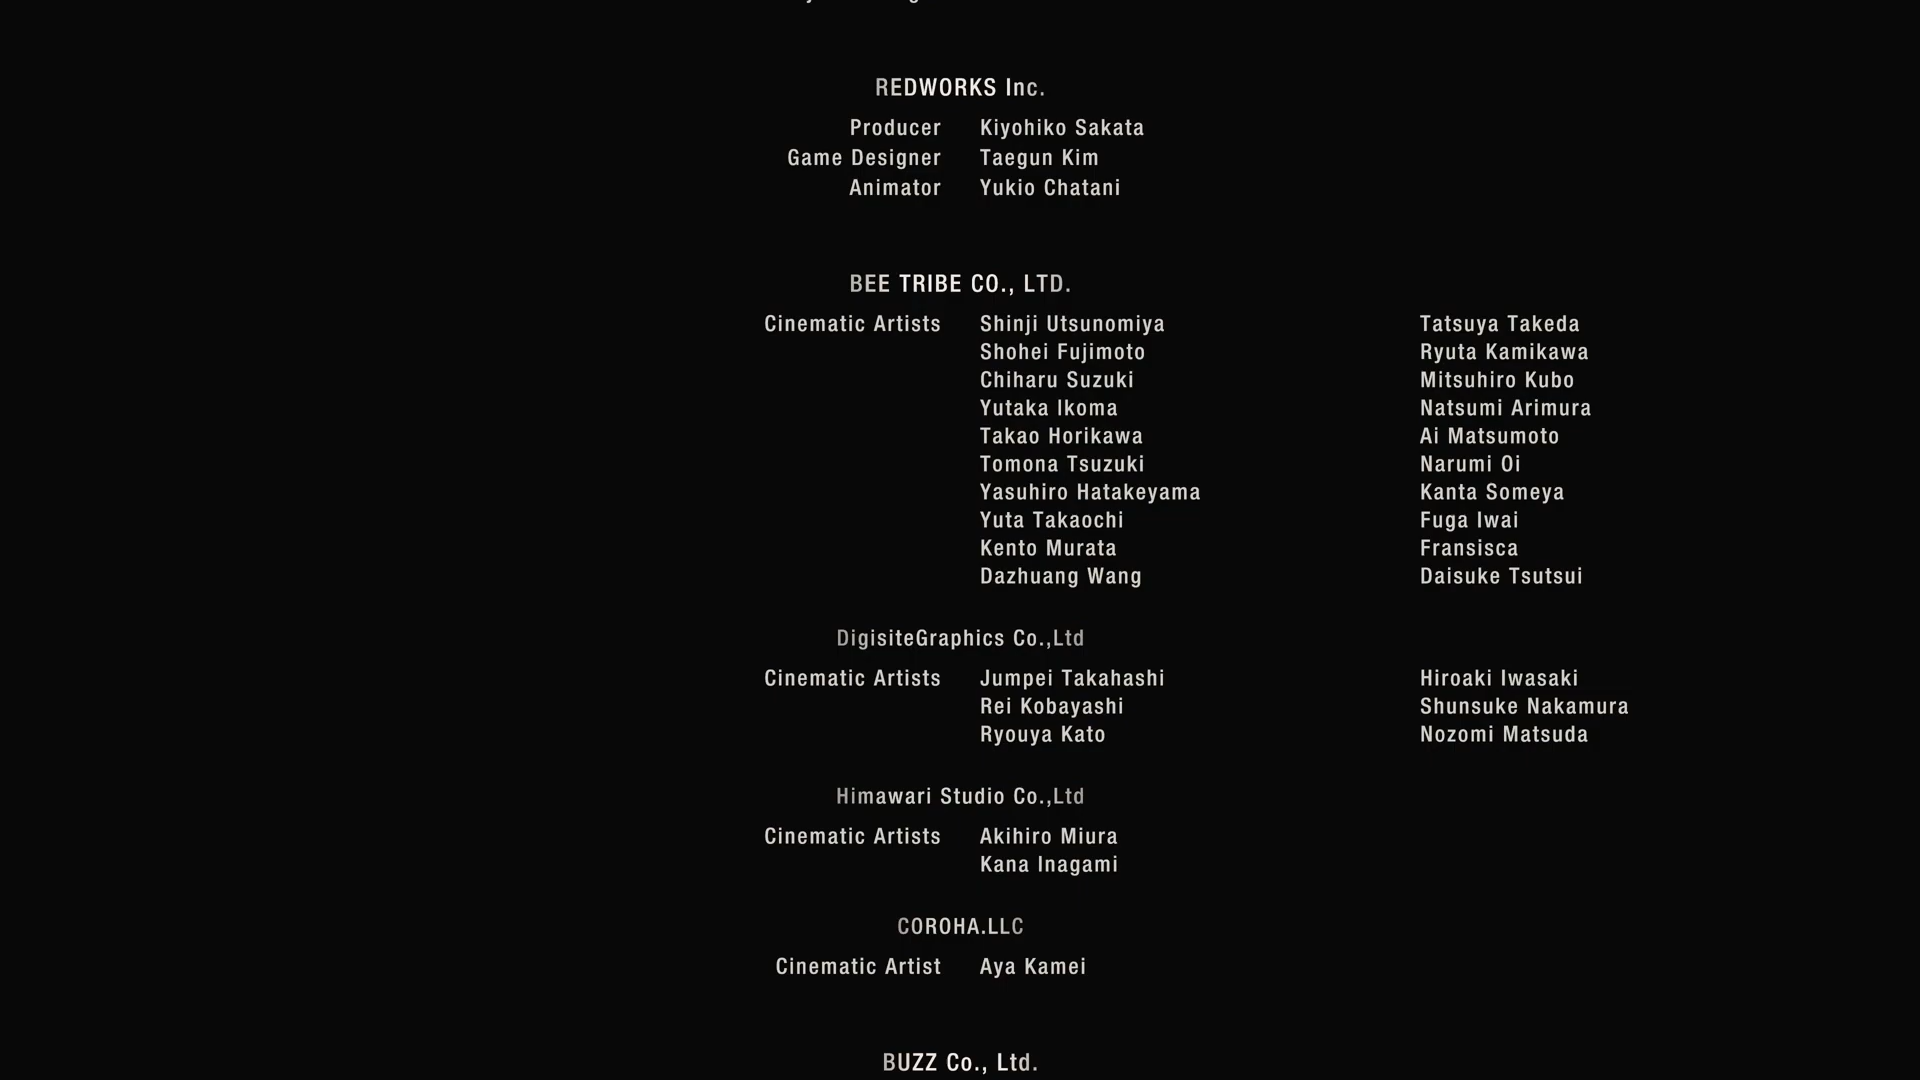 REDWORKS Inc.
Producer Kiyohiko Sakata
Game Designer Taegun Kim
Animator Yukio Chatani
BEE TRIBE CO., LTD.
Cinematic Artists Shinji Utsunomiya Tatsuya Takeda
Shohei Fujimoto Ryuta Kamikawa
Chiharu Suzuki Mitsuhiro Kubo
Yutaka Ikoma Natsumi Arimura
Takao Horikawa Ai Matsumoto
Tomona Tsuzuki Narumi Oi
Yasuhiro Hatakeyama Kanta Someya
Yuta Takaochi Fuga Iwai
Kento Murata Fransisca
Dazhuang Wang Daisuke Tsutsui
DigisiteGraphics Co.,Ltd
Cinematic Artists Jumpei Takahashi Hiroaki Iwasaki
Rei Kobayashi Shunsuke Nakamura
Ryouya Kato Nozomi Matsuda
Himawari Studio Co.,Ltd
Cinematic Artists Akihiro Miura
Kana Inagami
COROHA.LLC
Cinematic Artist Aya Kamei
BUZZ Co., Ltd.